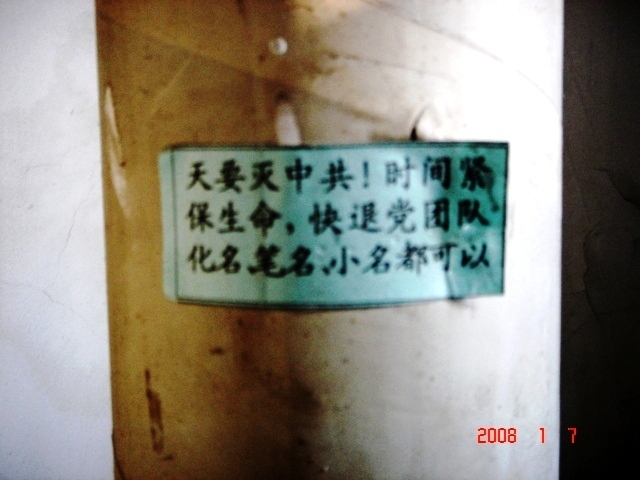 天要灭中共！时间紧
保生命，快退党团队
化名、笔名、小名都可以
2008 1 7